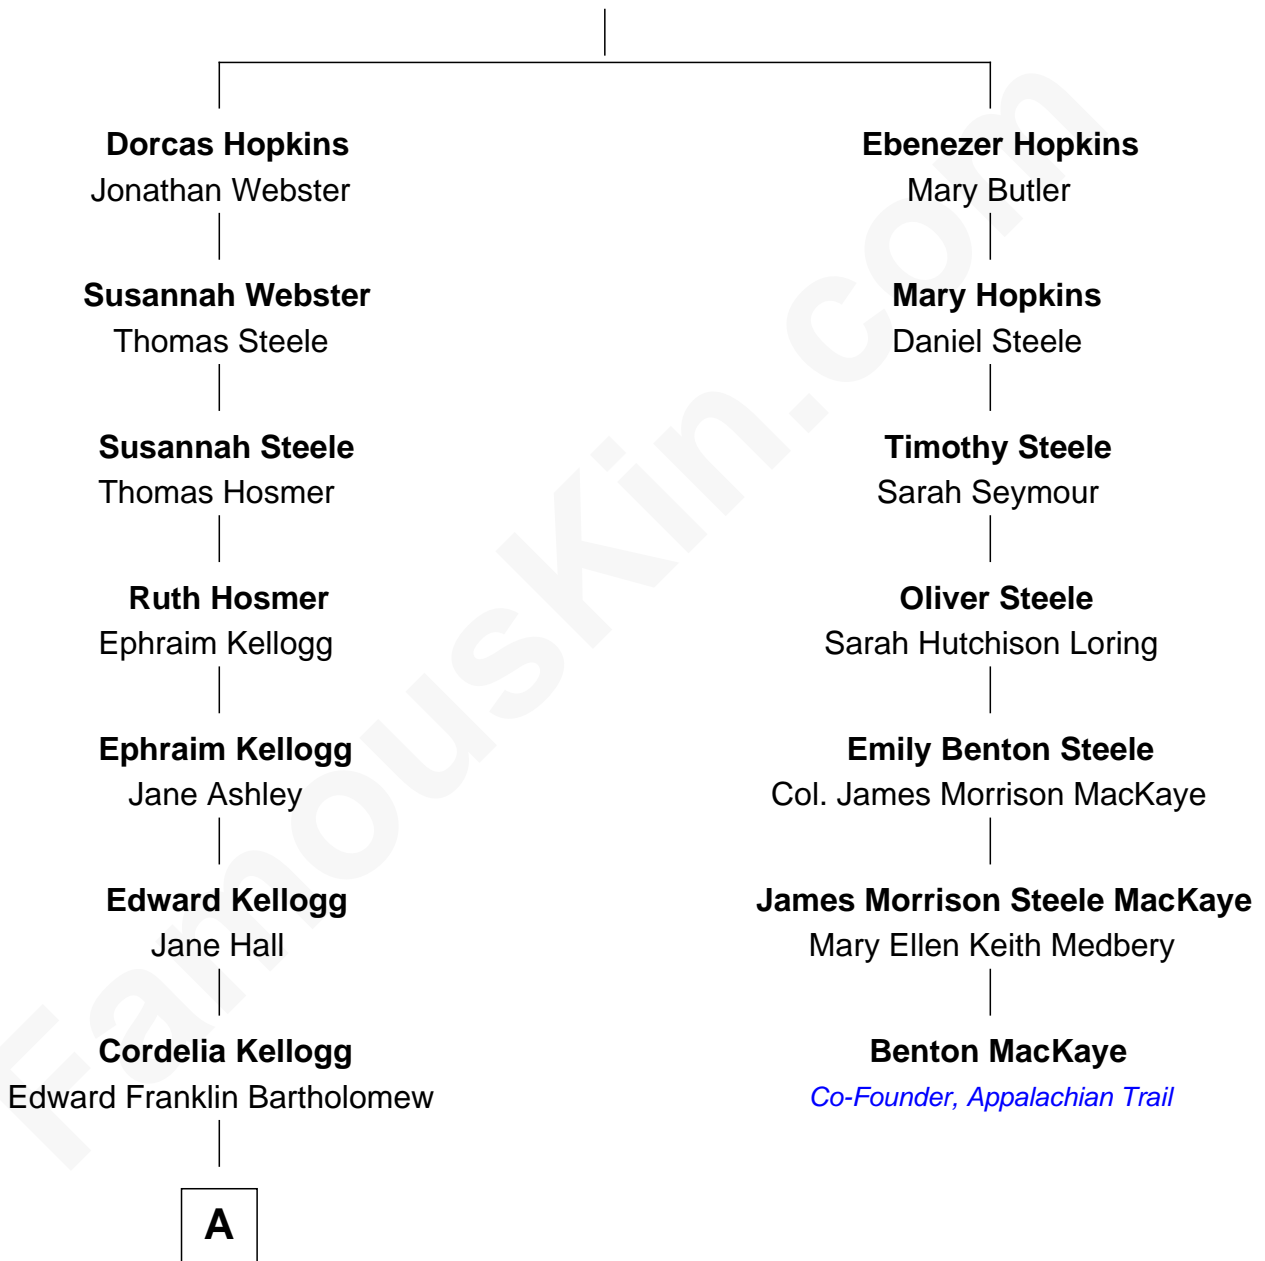 Dorcas Hopkins
Jonathan Webster
Susannah Webster
Thomas Steele
Susannah Steele
Thomas Hosmer
Ruth Hosmer
Ephraim Kellogg
Ephraim Kellogg
Jane Ashley
Edward Kellogg
Jane Hall
Cordelia Kellogg
Edward Franklin Bartholomew
A
Ebenezer Hopkins
Mary Butler
Mary Hopkins
Daniel Steele
Timothy Steele
Sarah Seymour
Oliver Steele
Sarah Hutchison Loring
Emily Benton Steele
Col. James Morrison MacKaye
James Morrison Steele MacKaye
Mary Ellen Keith Medbery
Benton MacKaye
Co-Founder, Appalachian Trail
FamousKin.com